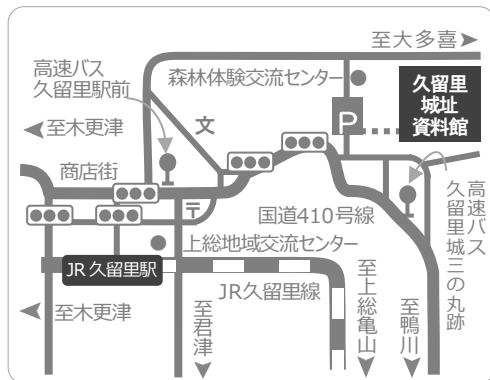 至大多喜
高速バス
久留里駅前
森林体験交流センター
久留里
城址
資料館
P
至木更津
文
商店街
〒
国道410号線
高速バス
久留里城三の丸跡
上総地域交流センター
JR久留里駅
JR久留里線
至木更津
至君津
至上総亀山
至鴨川